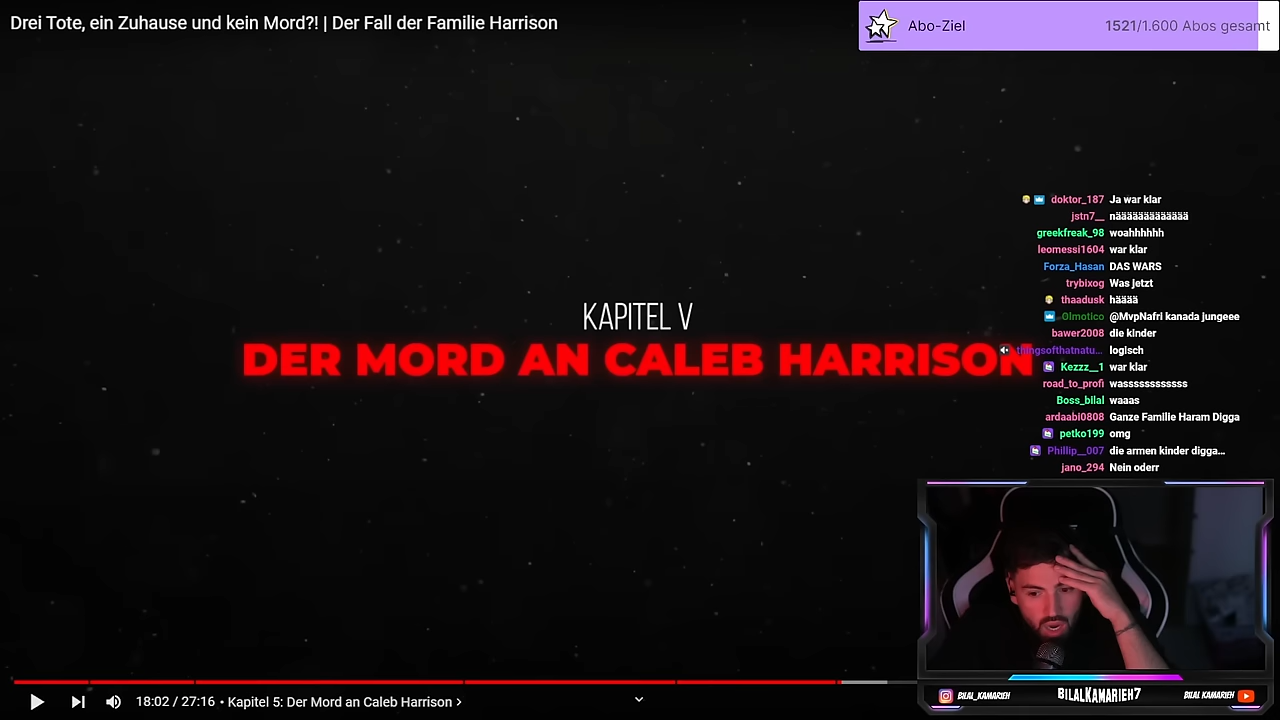 Drei Tote, ein Zuhause und kein Mord?! | Der Fall der Familie Harrison
Abo-Ziel
1521/1.600 Abos gesamt
doktor_187 Ja war klar
jstn7__ näääääääääääää
greekfreak_98 woahhhhhh
leomessi1604 war klar
Forza_Hasan DAS WARS
trybixog Was jetzt
thaadusk hääää
Olmotico @MvpNafri kanada jungeee
bawer2008 die kinder
thingsofthatnatu... logisch
Kezzz__1 war klar
road_to_profi wasssssssssss
Boss_bilal waaas
ardaabi0808 Ganze Familie Haram Digga
petko199 omg
Phillip__007 die armen kinder digga...
jano_294 Nein oderr
KAPITEL V
DER MORD AN CALEB HARRISON
18:02 / 27:16 • Kapitel 5: Der Mord an Caleb Harrison >
BILAL_KAMARIEH
BILALKAMARIEH7
BILAL KAMARIEH